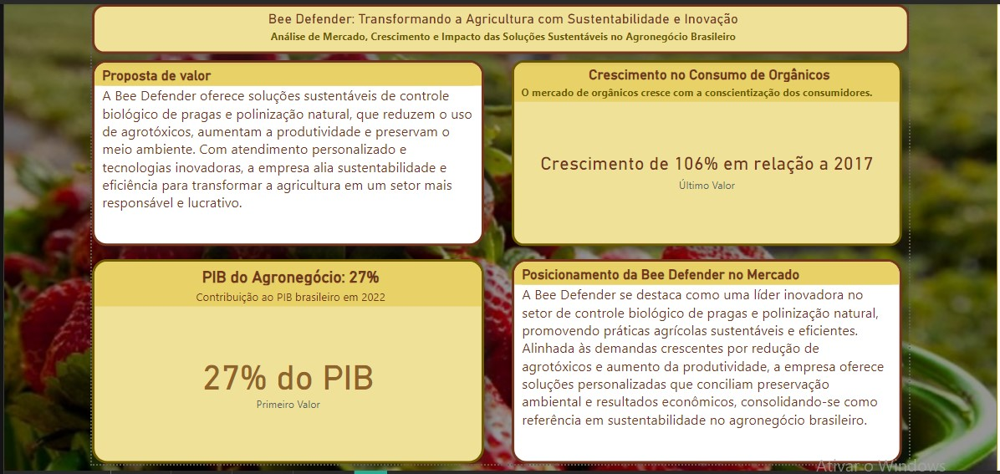 Bee Defender: Transformando a Agricultura com Sustentabilidade e Inovação
Análise de Mercado, Crescimento e Impacto das Soluções Sustentáveis no Agronegócio Brasileiro
Proposta de valor
A Bee Defender oferece soluções sustentáveis de controle
biológico de pragas e polinização natural, que reduzem o uso
de agrotóxicos, aumentam a produtividade e preservam o
meio ambiente. Com atendimento personalizado e
tecnologias inovadoras, a empresa alia sustentabilidade e
eficiência para transformar a agricultura em um setor mais
responsável e lucrativo.
Crescimento no Consumo de Orgânicos
O mercado de orgânicos cresce com a conscientização dos consumidores.
Crescimento de 106% em relação a 2017
Último Valor
PIB do Agronegócio: 27%
Contribuição ao PIB brasileiro em 2022
27% do PIB
Primeiro Valor
Posicionamento da Bee Defender no Mercado
A Bee Defender se destaca como uma líder inovadora no
setor de controle biológico de pragas e polinização natural,
promovendo práticas agrícolas sustentáveis e eficientes.
Alinhada às demandas crescentes por redução de
agrotóxicos e aumento da produtividade, a empresa oferece
soluções personalizadas que conciliam preservação
ambiental e resultados econômicos, consolidando-se como
referência em sustentabilidade no agronegócio brasileiro.
Ativar o Windows